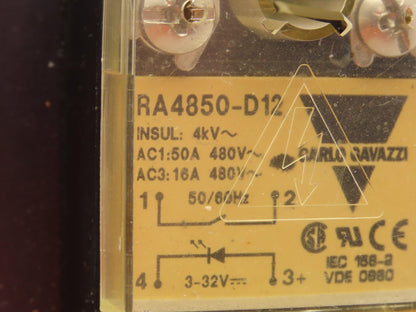 RA4850-D12
INSUL: 4kV~
AC1:50A 480V~
AC3:16A 480V~
CARLO GAVAZZI
1 50/60Hz 2
CE
IEC 158-2
4 3-32V⎓ 3+
VDE 0660